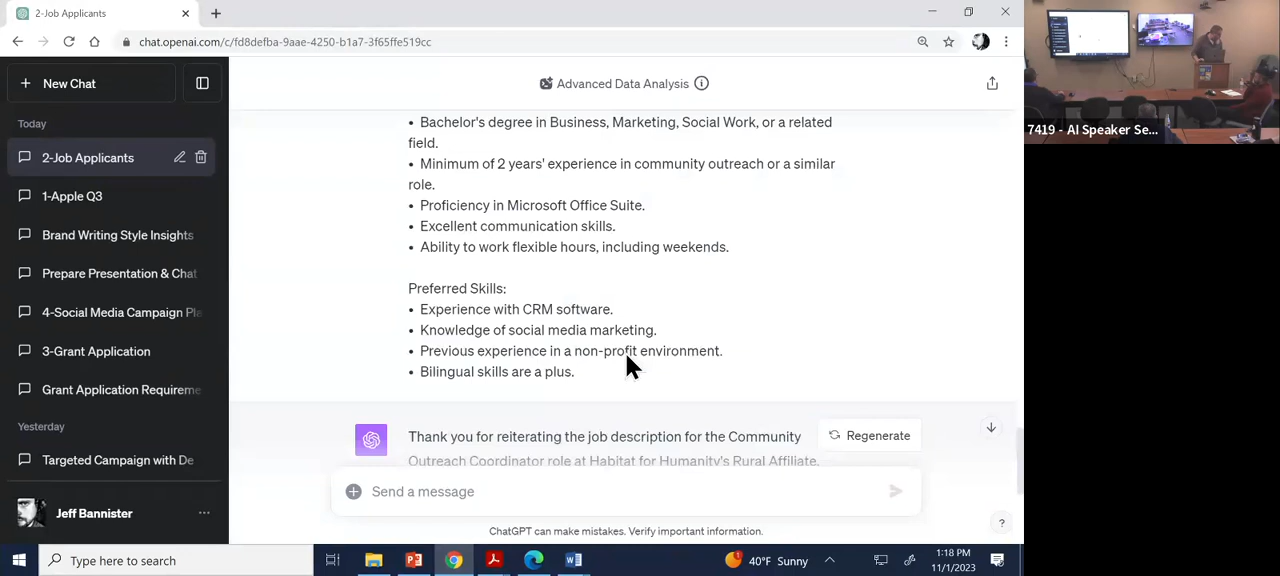 2-Job Applicants
chat.openai.com/c/fd8defba-9aae-4250-b1b1-3f65ffe519cc
New Chat
Advanced Data Analysis
Today
2-Job Applicants
1-Apple Q3
Brand Writing Style Insights
Prepare Presentation & Chat
4-Social Media Campaign Pla
3-Grant Application
Grant Application Requireme
Yesterday
Targeted Campaign with De
Jeff Bannister
• Bachelor's degree in Business, Marketing, Social Work, or a related
field.
• Minimum of 2 years' experience in community outreach or a similar
role.
• Proficiency in Microsoft Office Suite.
• Excellent communication skills.
• Ability to work flexible hours, including weekends.
Preferred Skills:
• Experience with CRM software.
• Knowledge of social media marketing.
• Previous experience in a non-profit environment.
• Bilingual skills are a plus.
Thank you for reiterating the job description for the Community
Outreach Coordinator role at Habitat for Humanity's Rural Affiliate.
Regenerate
Send a message
ChatGPT can make mistakes. Verify important information.
?
Type here to search
40°F Sunny
1:18 PM
11/1/2023
7419 - AI Speaker Se...